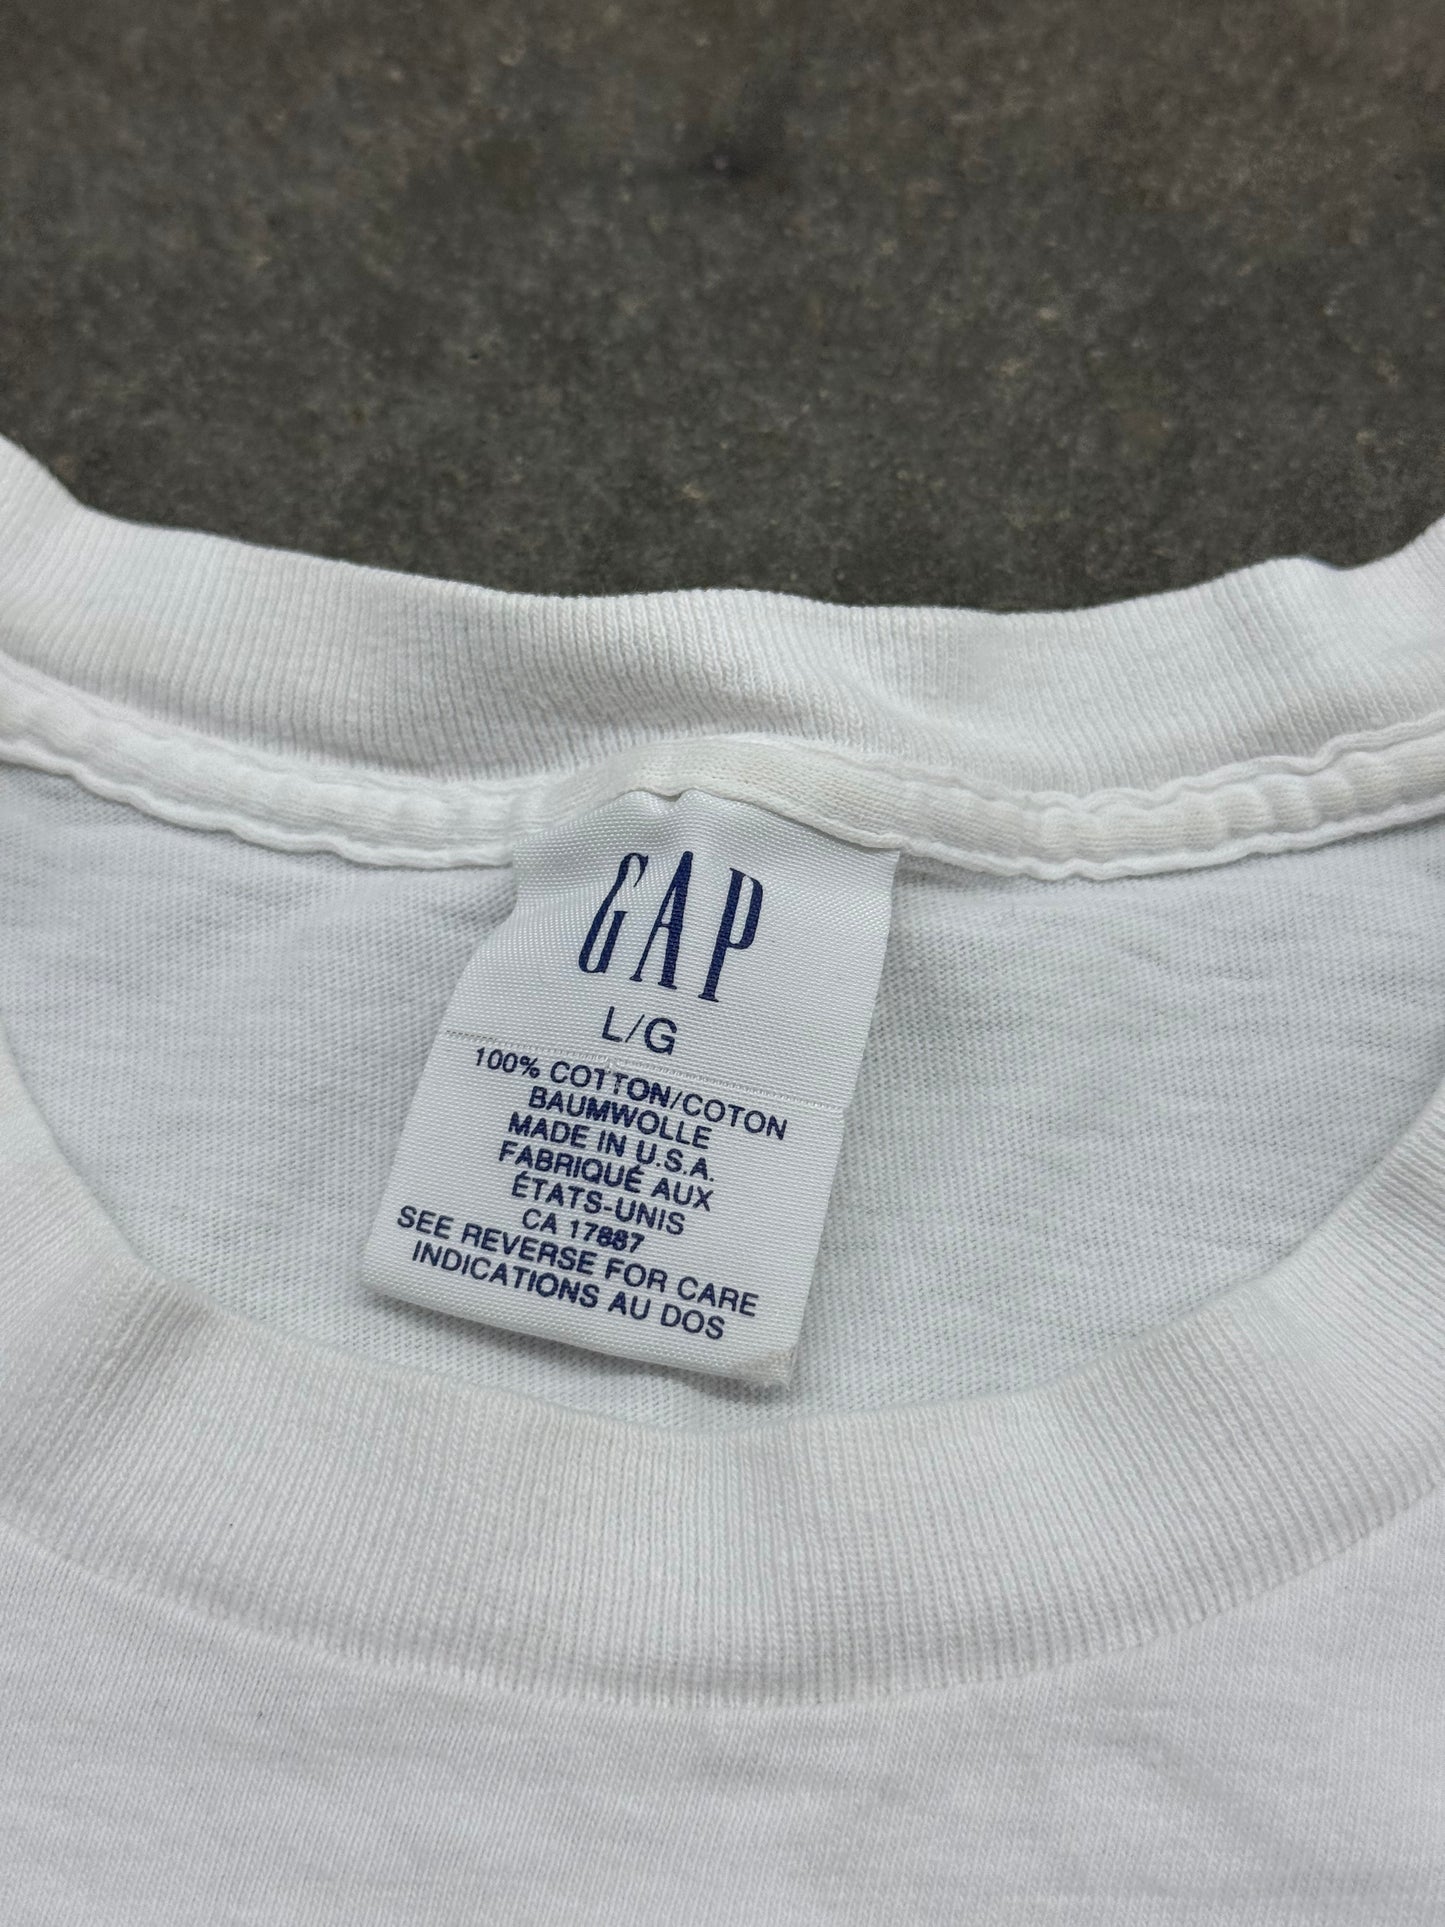 GAP
L/G
100% COTTON/COTON
BAUMWOLLE
MADE IN U.S.A.
FABRIQUÉ AUX
ÉTATS-UNIS
CA 17887
SEE REVERSE FOR CARE
INDICATIONS AU DOS